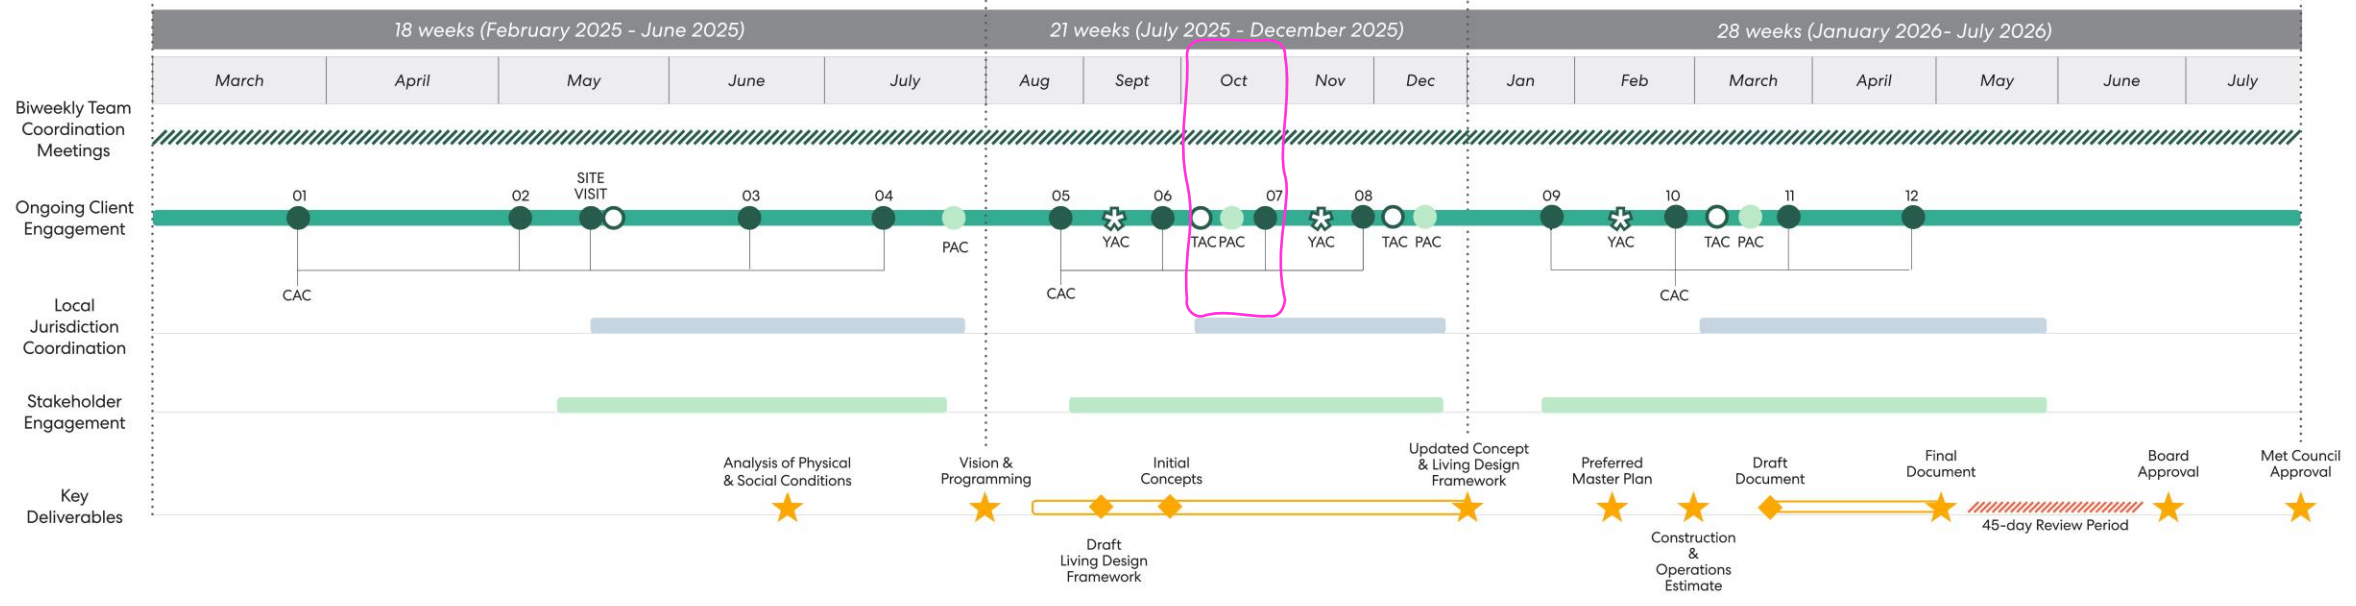 18 weeks (February 2025 - June 2025)
21 weeks (July 2025 - December 2025)
28 weeks (January 2026- July 2026)
March
April
May
June
July
Aug
Sept
Oct
Nov
Dec
Jan
Feb
March
April
May
June
July
Biweekly Team
Coordination
Meetings
Ongoing Client
Engagement
01
02
SITE
VISIT
03
04
PAC
CAC
05
YAC
06
TAC
PAC
07
YAC
08
TAC
PAC
CAC
09
YAC
10
TAC
PAC
11
12
CAC
Local
Jurisdiction
Coordination
Stakeholder
Engagement
Key
Deliverables
Analysis of Physical
& Social Conditions
Vision &
Programming
Draft
Living Design
Framework
Initial
Concepts
Updated Concept
& Living Design
Framework
Preferred
Master Plan
Construction
&
Operations
Estimate
Draft
Document
Final
Document
45-day Review Period
Board
Approval
Met Council
Approval